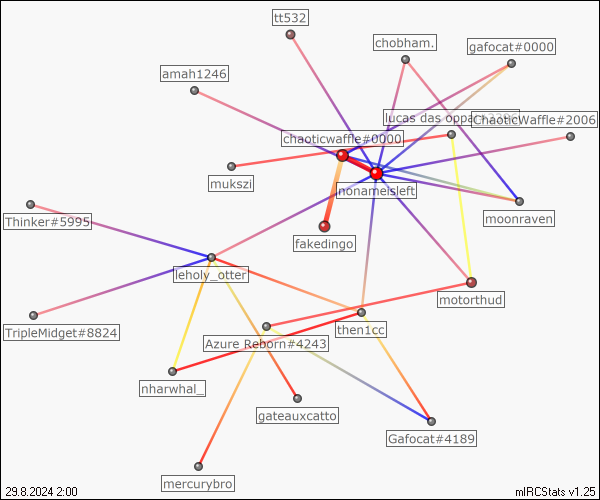 tt532
chobham.
gafocat#0000
amah1246
lucas das oppa
ChaoticWaffle#2006
chaoticwaffle#0000
mukszi
nonameisleft
Thinker#5995
moonraven
fakedingo
leholy_otter
motorthud
TripleMidget#8824
then1cc
Azure Reborn#4243
nharwhal_
gateauxcatto
Gafocat#4189
mercurybro
29.8.2024 2:00
mIRCStats v1.25